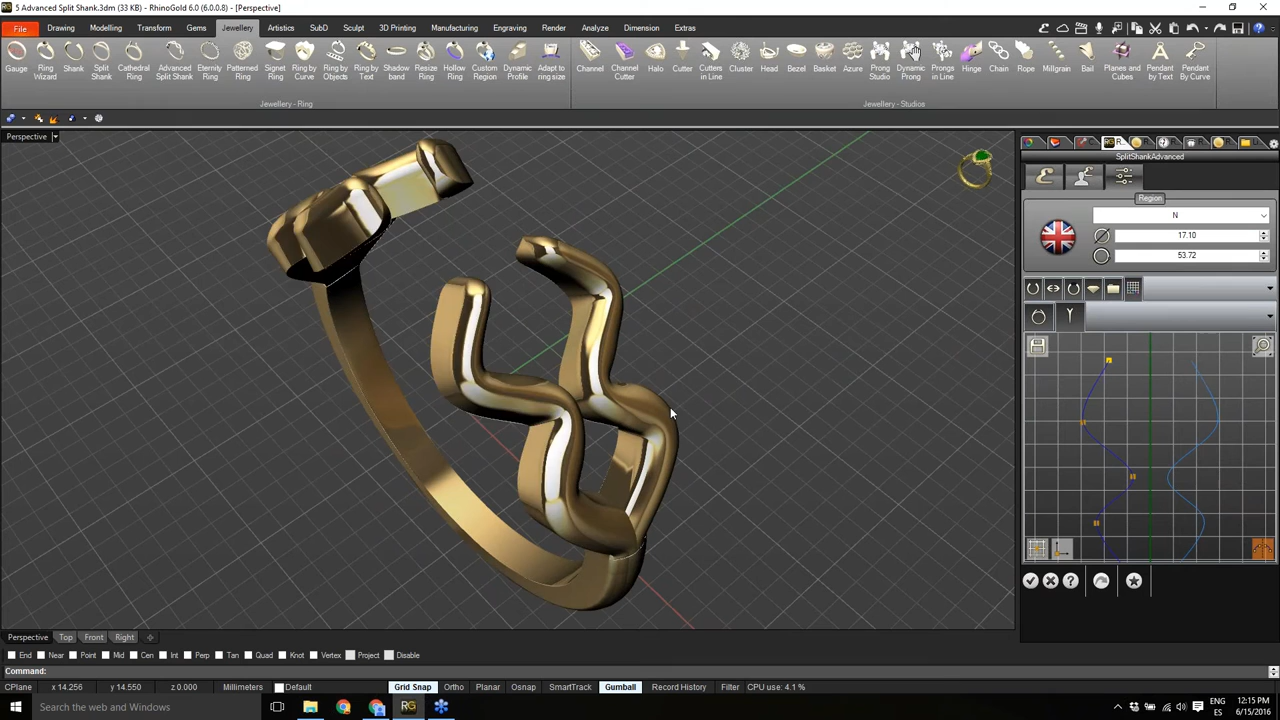 5 Advanced Split Shank.3dm (33 KB) - RhinoGold 6.0 (6.0.0.8) - [Perspective]
File Drawing Modelling Transform Gems Jewellery Artistics SubD Sculpt 3D Printing Manufacturing Engraving Render Analyze Dimension Extras
Gauge Ring Wizard Shank Split Shank Cathedral Ring Advanced Split Shank Eternity Ring Patterned Ring Signet Ring Ring by Curve Ring by Objects Ring by Text Shadow band Resize Ring Hollow Ring Custom Region Dynamic Profile Adapt to ring size Channel Channel Cutter Halo Cutter Cutters in Line Cluster Head Bezel Basket Azure Prong Studio Dynamic Prong Prongs in Line Hinge Chain Rope Millgrain Bail Planes and Cubes Pendant by Text Pendant By Curve
Jewellery - Ring Jewellery - Studios
Perspective
SplitShankAdvanced
Region
N
17.10
53.72
Perspective Top Front Right
End Near Point Mid Cen Int Perp Tan Quad Knot Vertex Project Disable
Command:
CPlane x 14.256 y 14.550 z 0.000 Millimeters Default Grid Snap Ortho Planar Osnap SmartTrack Gumball Record History Filter CPU use: 4.1 %
Search the web and Windows
RG
ENG
ES
12:15 PM
6/15/2016